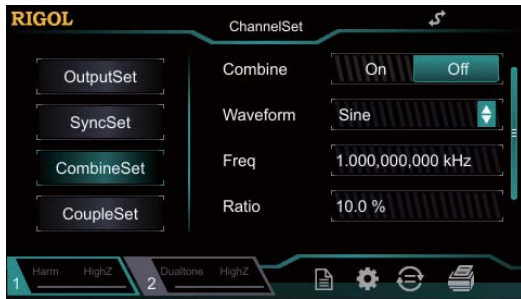 RIGOL
ChannelSet
OutputSet
SyncSet
CombineSet
CoupleSet
Combine On Off
Waveform Sine
Freq 1.000,000,000 kHz
Ratio 10.0 %
1 Harm HighZ
2 Dualtone HighZ